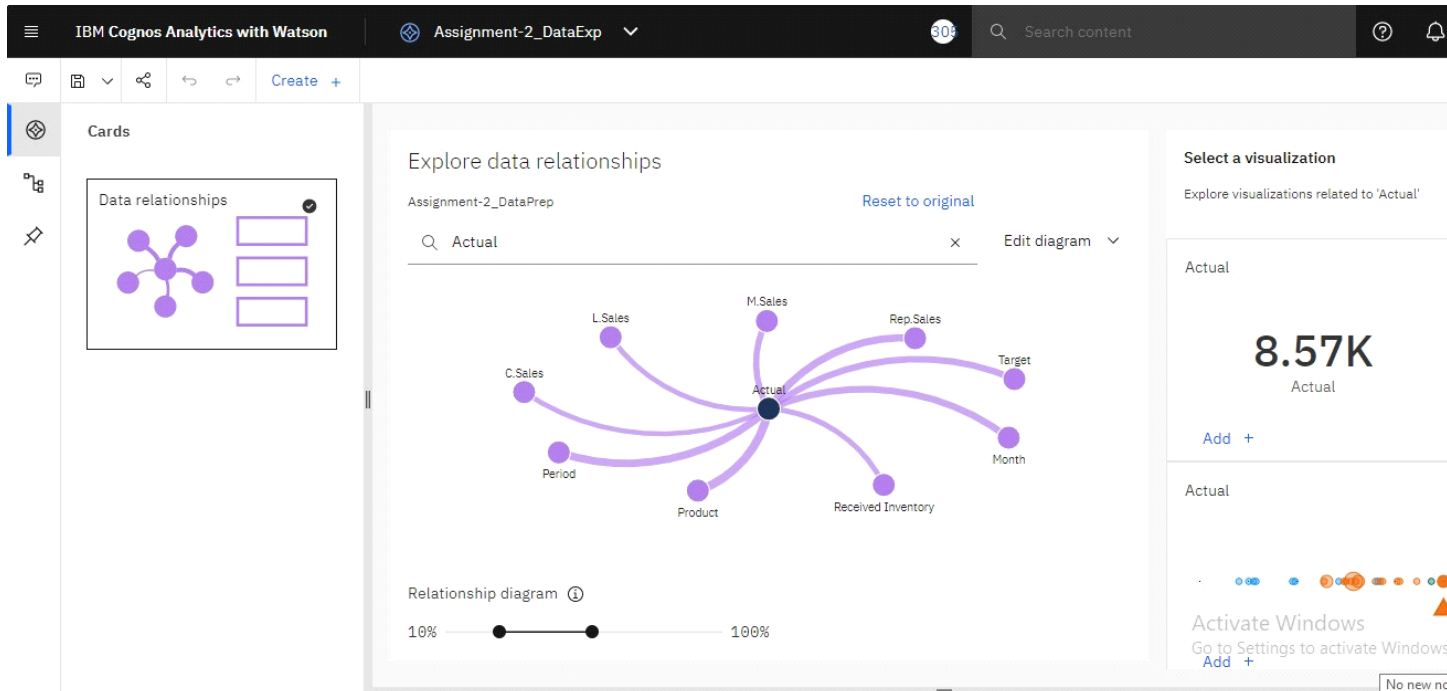 IBM Cognos Analytics with Watson
Assignment-2_DataExp
305
Search content
Create +
Cards
Data relationships
Explore data relationships
Assignment-2_DataPrep
Reset to original
Actual
Edit diagram
M.Sales
L.Sales
Rep.Sales
Target
C.Sales
Actual
Period
Month
Product
Received Inventory
Relationship diagram
10%
100%
Select a visualization
Explore visualizations related to 'Actual'
Actual
8.57K
Actual
Add +
Actual
Activate Windows
Go to Settings to activate Windows
Add +
No new